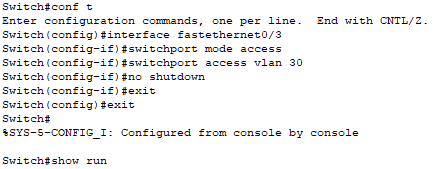 Switch#conf t
Enter configuration commands, one per line.  End with CNTL/Z.
Switch(config)#interface fastethernet0/3
Switch(config-if)#switchport mode access
Switch(config-if)#switchport access vlan 30
Switch(config-if)#no shutdown
Switch(config-if)#exit
Switch(config)#exit
Switch#
%SYS-5-CONFIG_I: Configured from console by console
Switch#show run